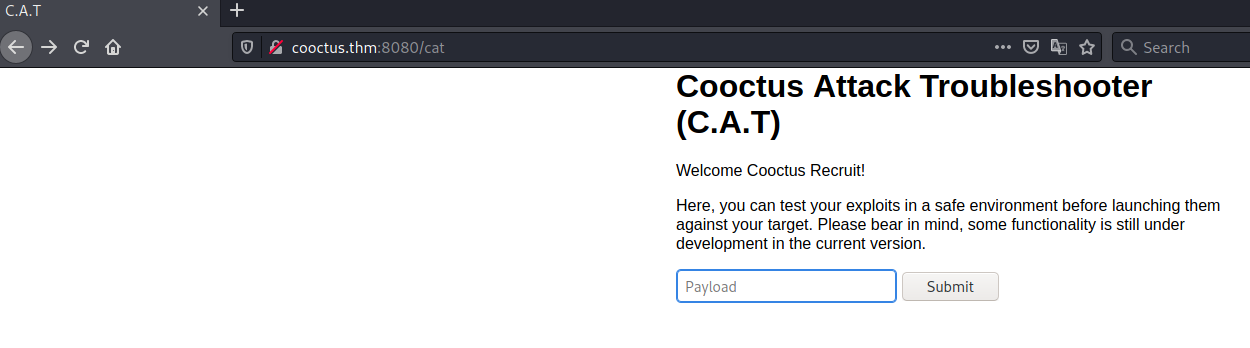 C.A.T
cooctus.thm:8080/cat
Search
Cooctus Attack Troubleshooter
(C.A.T)
Welcome Cooctus Recruit!
Here, you can test your exploits in a safe environment before launching them
against your target. Please bear in mind, some functionality is still under
development in the current version.
Payload
Submit